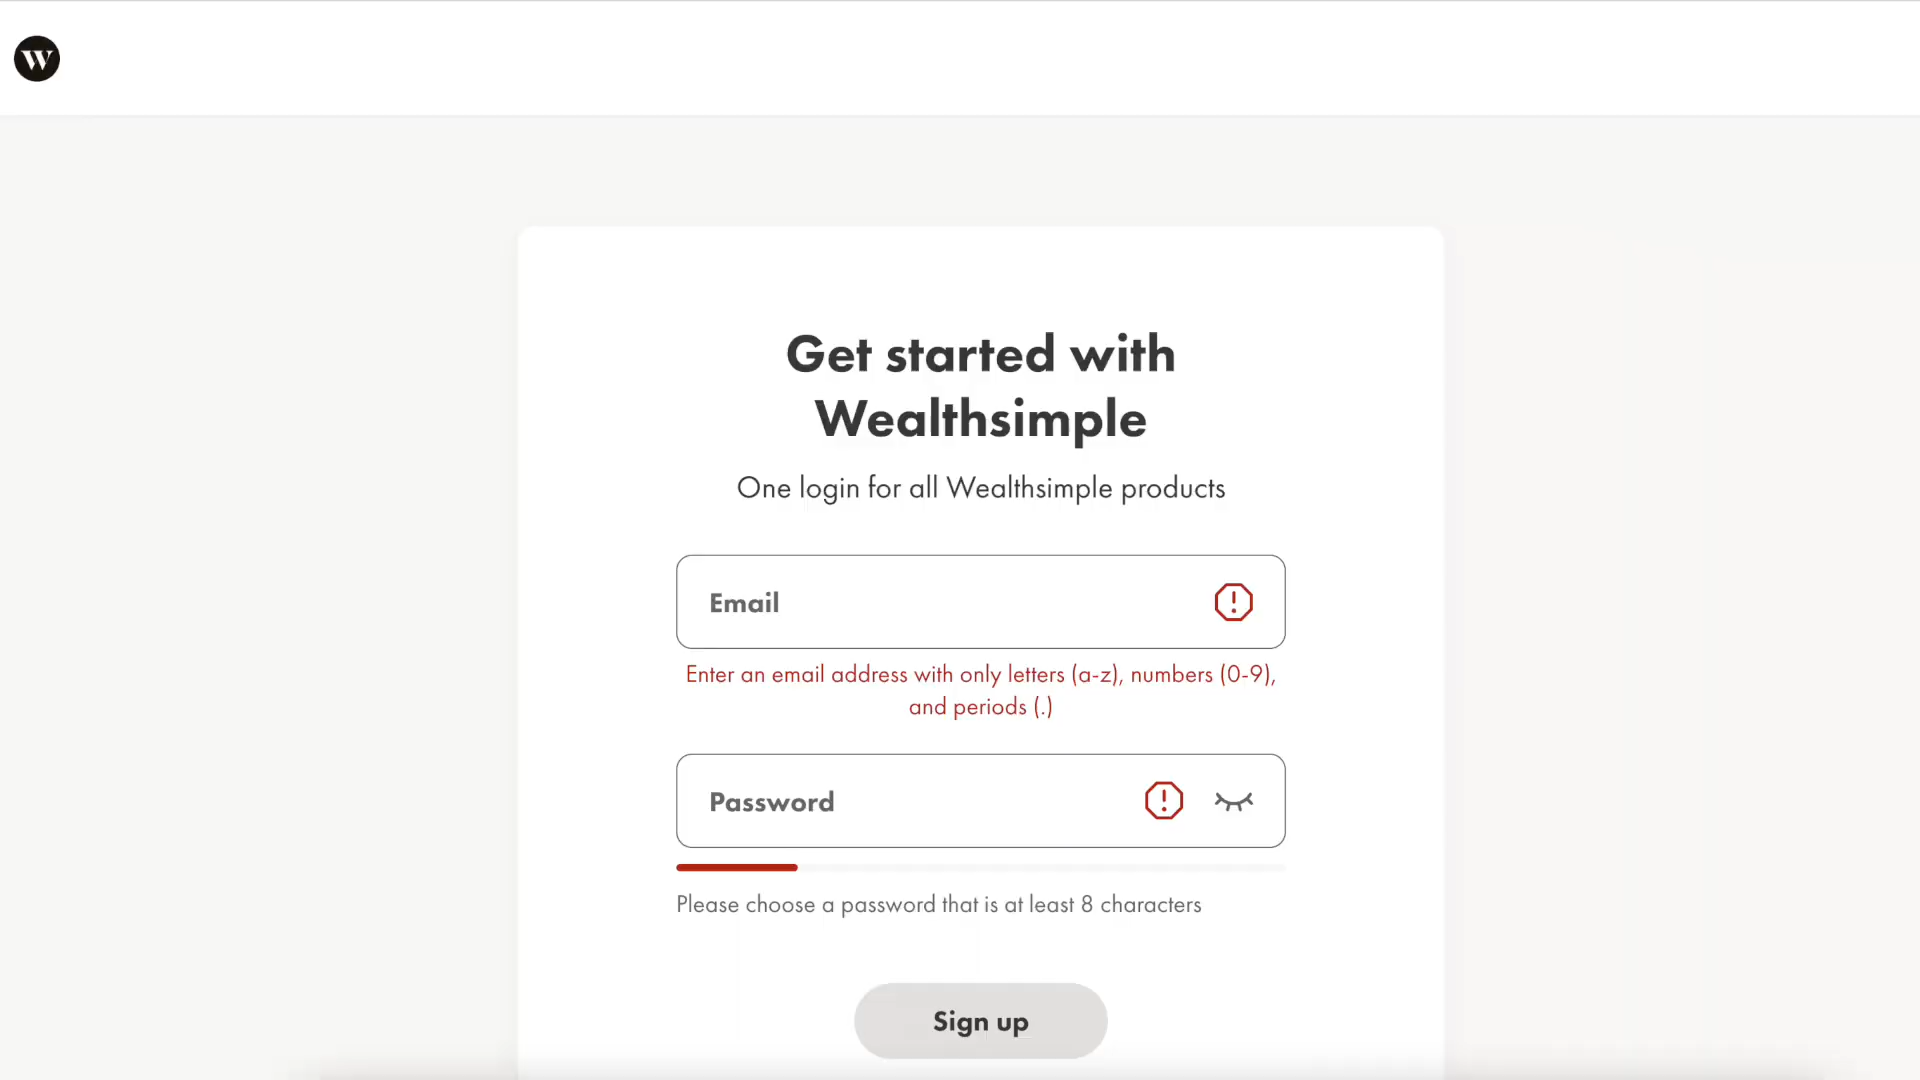 W
Get started with
Wealthsimple
One login for all Wealthsimple products
Email
Enter an email address with only letters (a-z), numbers (0-9),
and periods (.)
Password
Please choose a password that is at least 8 characters
Sign up